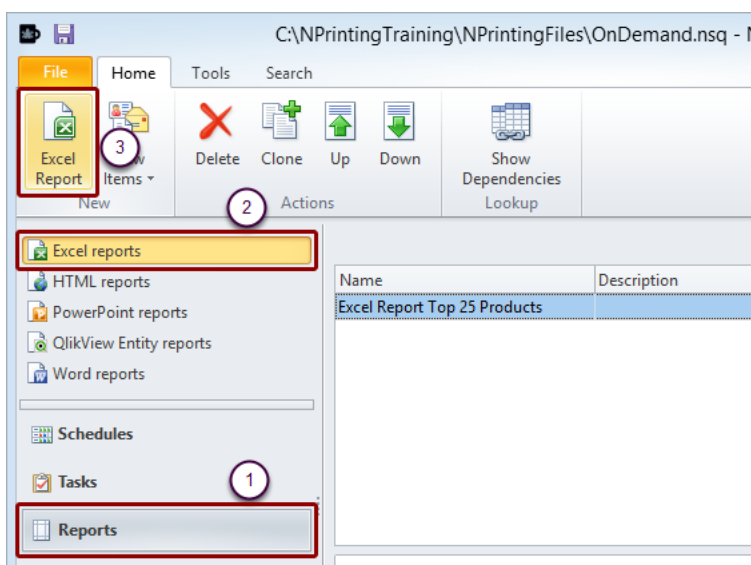 C:\NPrintingTraining\NPrintingFiles\OnDemand.nsq -
File Home Tools Search
Excel Report
3
Items
Delete
Clone
Up
Down
Show Dependencies
New
2
Actions
Lookup
Excel reports
HTML reports
PowerPoint reports
QlikView Entity reports
Word reports
Name Description
Excel Report Top 25 Products
Schedules
Tasks
1
Reports